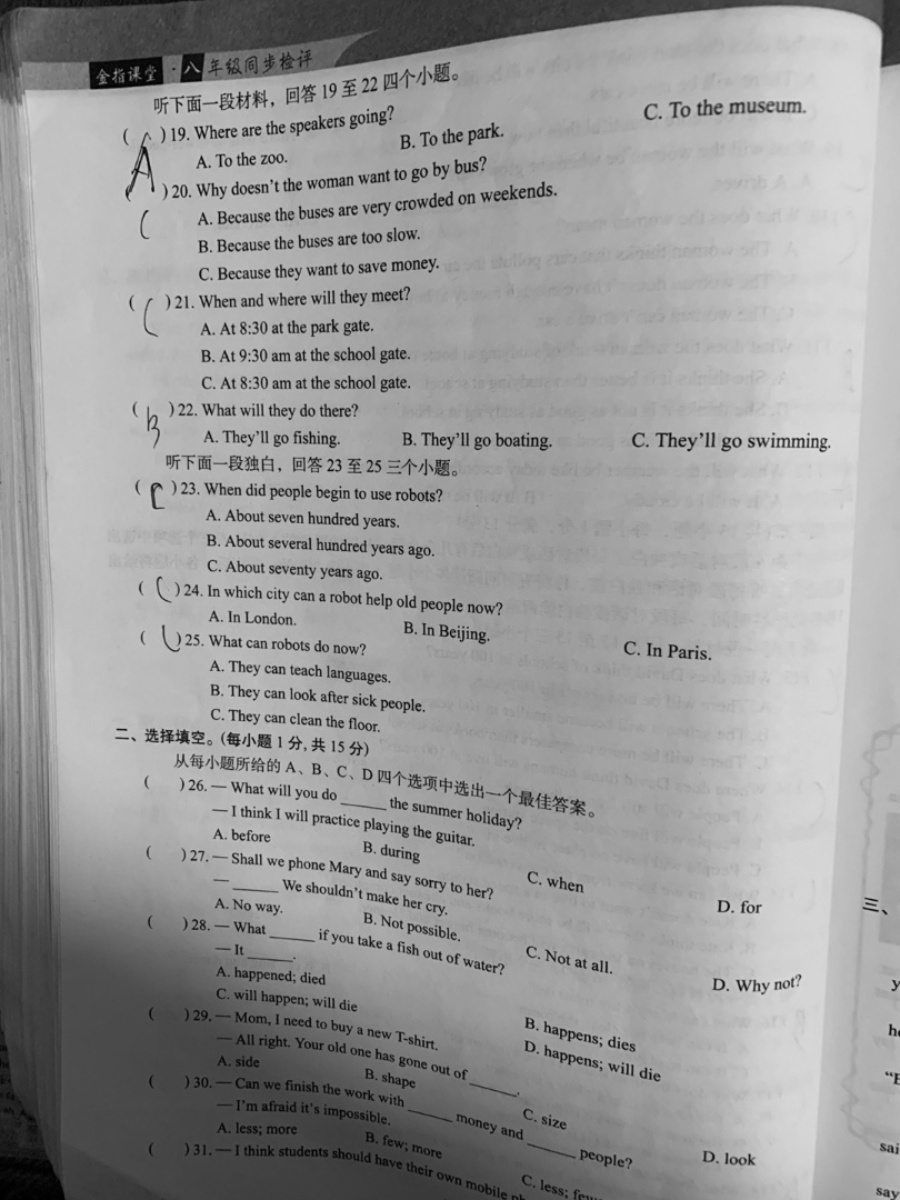 金指课堂·八年级同步检评
听下面一段材料，回答 19 至 22 四个小题。
( )19. Where are the speakers going?
A. To the zoo. B. To the park. C. To the museum.
A )20. Why doesn't the woman want to go by bus?
A. Because the buses are very crowded on weekends.
B. Because the buses are too slow.
C. Because they want to save money.
( C )21. When and where will they meet?
A. At 8:30 at the park gate.
B. At 9:30 am at the school gate.
C. At 8:30 am at the school gate.
( B )22. What will they do there?
A. They'll go fishing. B. They'll go boating. C. They'll go swimming.
听下面一段独白，回答 23 至 25 三个小题。
( C )23. When did people begin to use robots?
A. About seven hundred years.
B. About several hundred years ago.
C. About seventy years ago.
( C )24. In which city can a robot help old people now?
A. In London. B. In Beijing. C. In Paris.
( )25. What can robots do now?
A. They can teach languages.
B. They can look after sick people.
C. They can clean the floor.
二、选择填空。(每小题 1 分, 共 15 分)
从每小题所给的 A、B、C、D 四个选项中选出一个最佳答案。
( )26. — What will you do ______ the summer holiday?
— I think I will practice playing the guitar.
A. before B. during C. when D. for
( )27. — Shall we phone Mary and say sorry to her?
— ______ We shouldn't make her cry.
A. No way. B. Not possible. C. Not at all. D. Why not?
( )28. — What ______ if you take a fish out of water?
— It ______.
A. happened; died B. happens; dies
C. will happen; will die D. happens; will die
( )29. — Mom, I need to buy a new T-shirt.
— All right. Your old one has gone out of ______.
A. side B. shape C. size D. look
( )30. — Can we finish the work with ______ money and ______ people?
— I'm afraid it's impossible.
A. less; more B. few; more C. less;
( )31. — I think students should have their own mobile
三、
y
"
sai
say